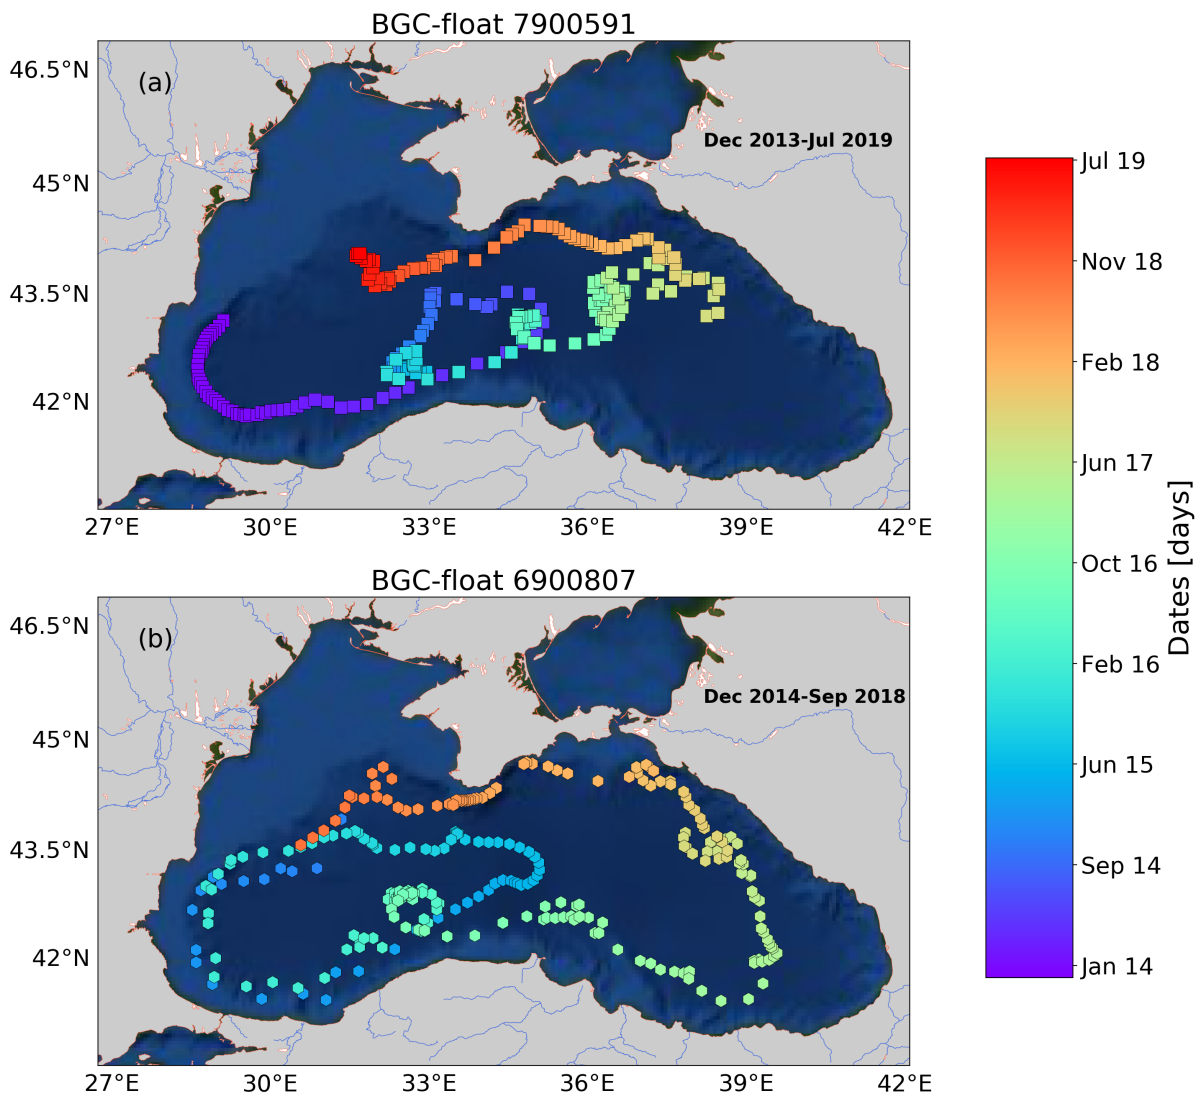 BGC-float 7900591
(a)
Dec 2013-Jul 2019
46.5°N
45°N
43.5°N
42°N
27°E 30°E 33°E 36°E 39°E 42°E
BGC-float 6900807
(b)
Dec 2014-Sep 2018
46.5°N
45°N
43.5°N
42°N
27°E 30°E 33°E 36°E 39°E 42°E
Jul 19
Nov 18
Feb 18
Jun 17
Oct 16
Feb 16
Jun 15
Sep 14
Jan 14
Dates [days]